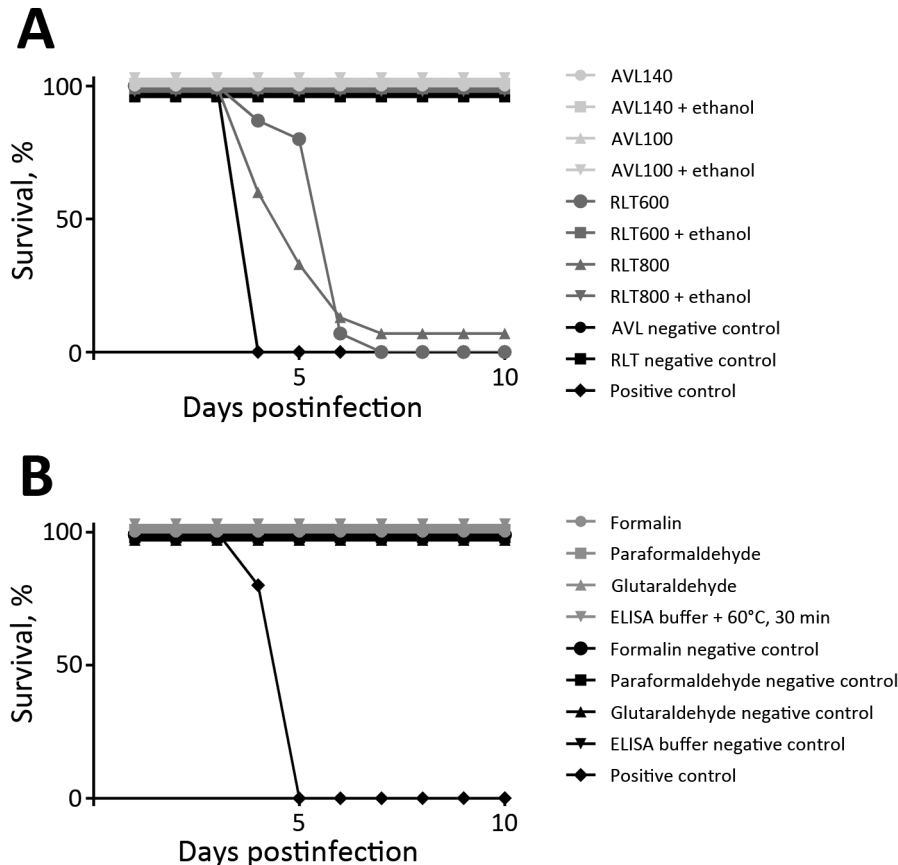 A
100
50
0
5
10
Survival, %
Days postinfection
AVL140
AVL140 + ethanol
AVL100
AVL100 + ethanol
RLT600
RLT600 + ethanol
RLT800
RLT800 + ethanol
AVL negative control
RLT negative control
Positive control
B
100
50
0
5
10
Survival, %
Days postinfection
Formalin
Paraformaldehyde
Glutaraldehyde
ELISA buffer + 60°C, 30 min
Formalin negative control
Paraformaldehyde negative control
Glutaraldehyde negative control
ELISA buffer negative control
Positive control